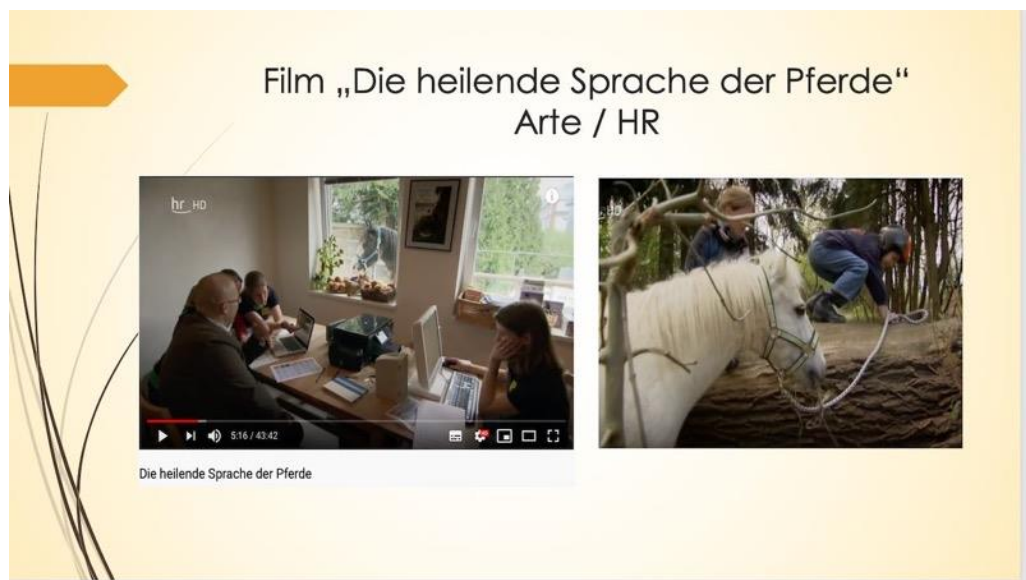 Film „Die heilende Sprache der Pferde“
Arte / HR
hr HD
HD
5:16 / 43:42
Die heilende Sprache der Pferde